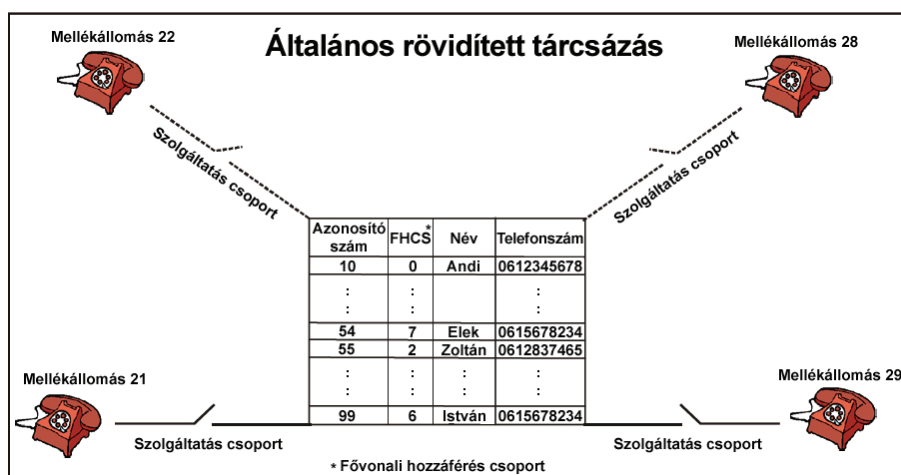 Általános rövidített tárcsázás
Mellékállomás 22
Mellékállomás 28
Szolgáltatás csoport
Szolgáltatás csoport
Azonosító szám FHCS* Név Telefonszám
10 0 Andi 0612345678
: : :
: : :
54 7 Elek 0615678234
55 2 Zoltán 0612837465
: : : :
: : : :
99 6 István 0615678234
Mellékállomás 21
Mellékállomás 29
Szolgáltatás csoport
Szolgáltatás csoport
* Fővonali hozzáférés csoport